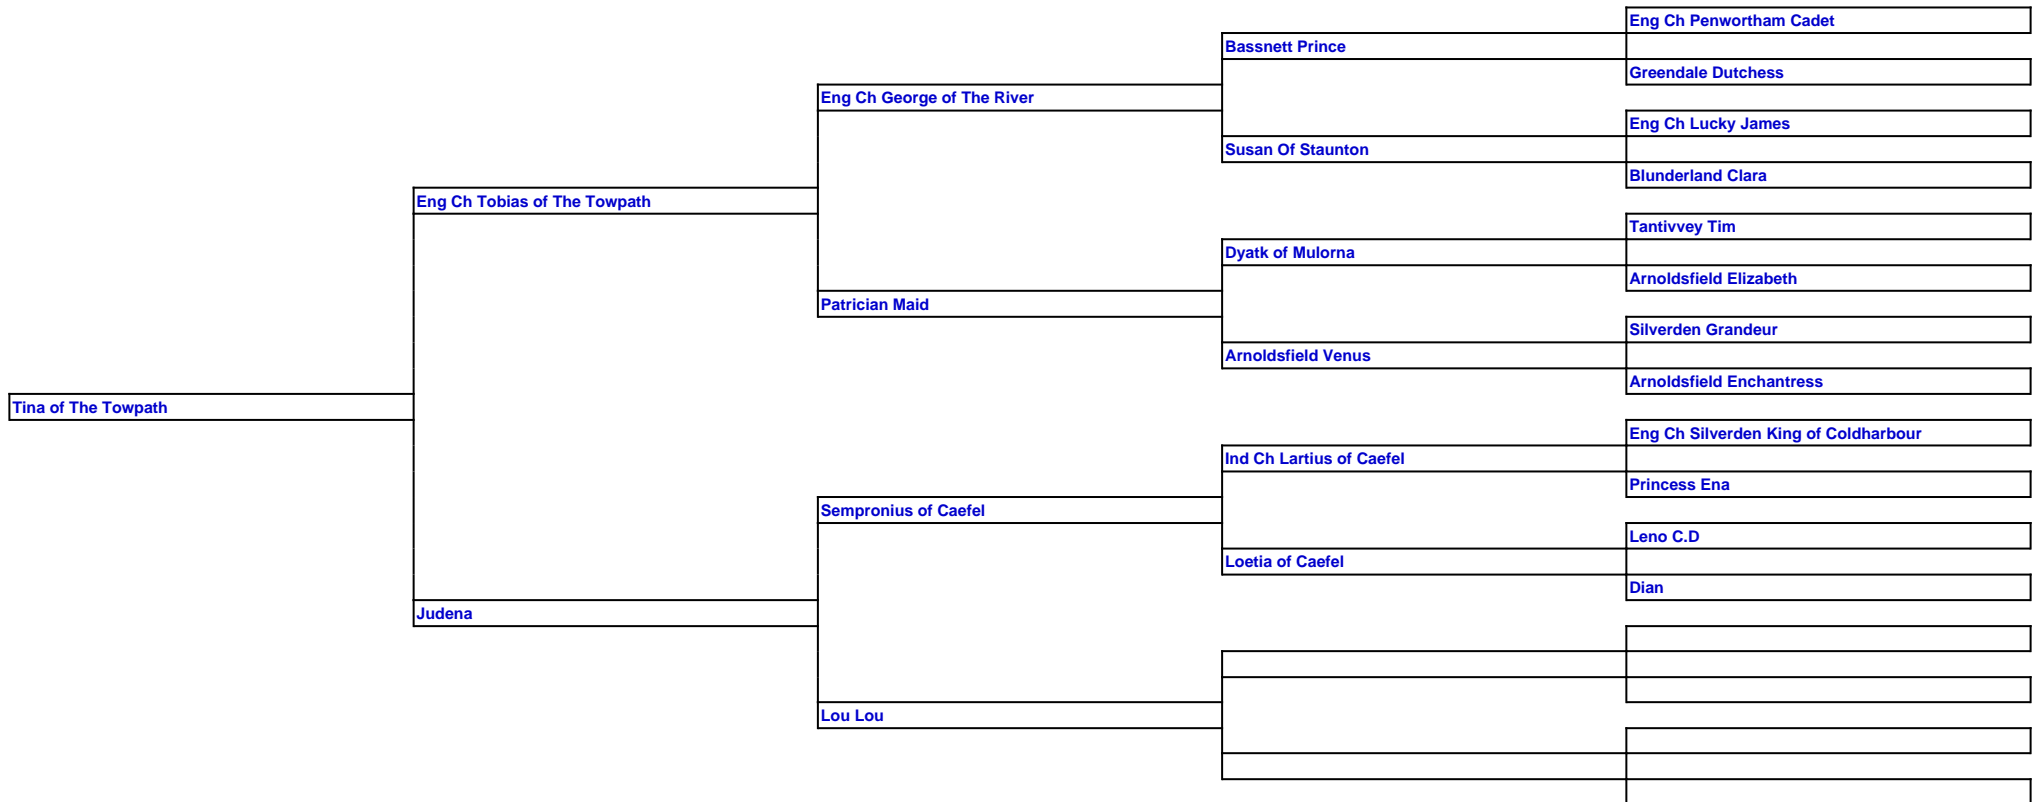 Eng Ch Penwortham Cadet
Bassnett Prince
Greendale Dutchess
Eng Ch George of The River
Eng Ch Lucky James
Susan Of Staunton
Blunderland Clara
Eng Ch Tobias of The Towpath
Tantivvey Tim
Dyatk of Mulorna
Arnoldsfield Elizabeth
Patrician Maid
Silverden Grandeur
Arnoldsfield Venus
Arnoldsfield Enchantress
Tina of The Towpath
Eng Ch Silverden King of Coldharbour
Ind Ch Lartius of Caefel
Princess Ena
Sempronius of Caefel
Leno C.D
Loetia of Caefel
Dian
Judena
Lou Lou